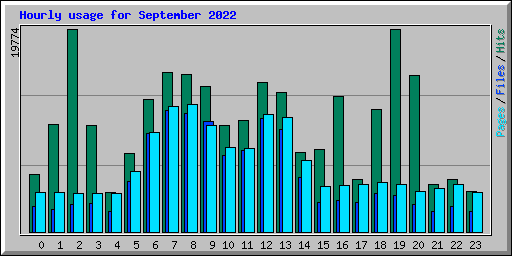 Hourly usage for September 2022
19774
Pages / Files / Hits
0 1 2 3 4 5 6 7 8 9 10 11 12 13 14 15 16 17 18 19 20 21 22 23